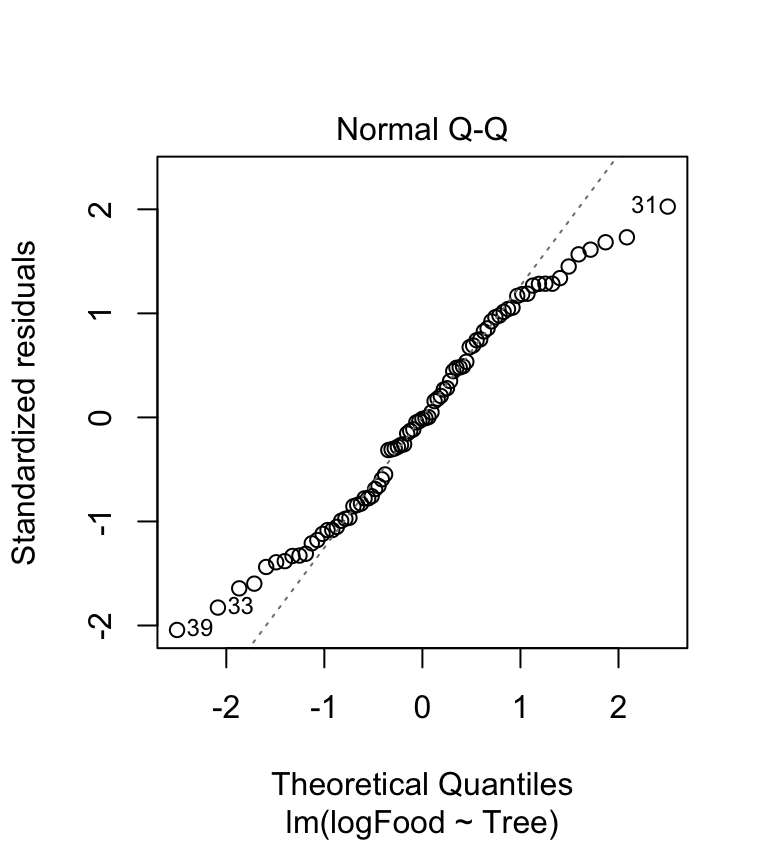 Normal Q-Q
Standardized residuals
2
1
0
-1
-2
31
33
39
-2 -1 0 1 2
Theoretical Quantiles
lm(logFood ~ Tree)